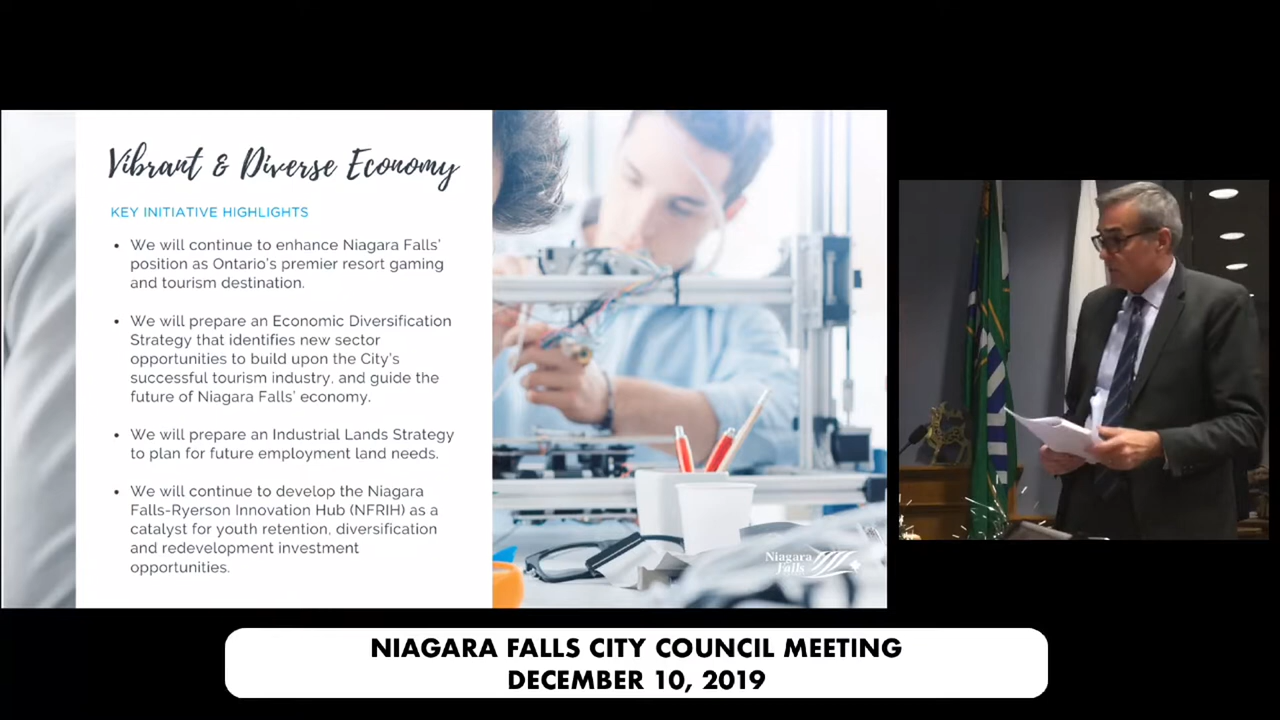 Vibrant & Diverse Economy
KEY INITIATIVE HIGHLIGHTS
• We will continue to enhance Niagara Falls'
position as Ontario's premier resort gaming
and tourism destination.
• We will prepare an Economic Diversification
Strategy that identifies new sector
opportunities to build upon the City's
successful tourism industry, and guide the
future of Niagara Falls' economy.
• We will prepare an Industrial Lands Strategy
to plan for future employment land needs.
• We will continue to develop the Niagara
Falls-Ryerson Innovation Hub (NFRIH) as a
catalyst for youth retention, diversification
and redevelopment investment
opportunities.
Niagara
Falls
NIAGARA FALLS CITY COUNCIL MEETING
DECEMBER 10, 2019